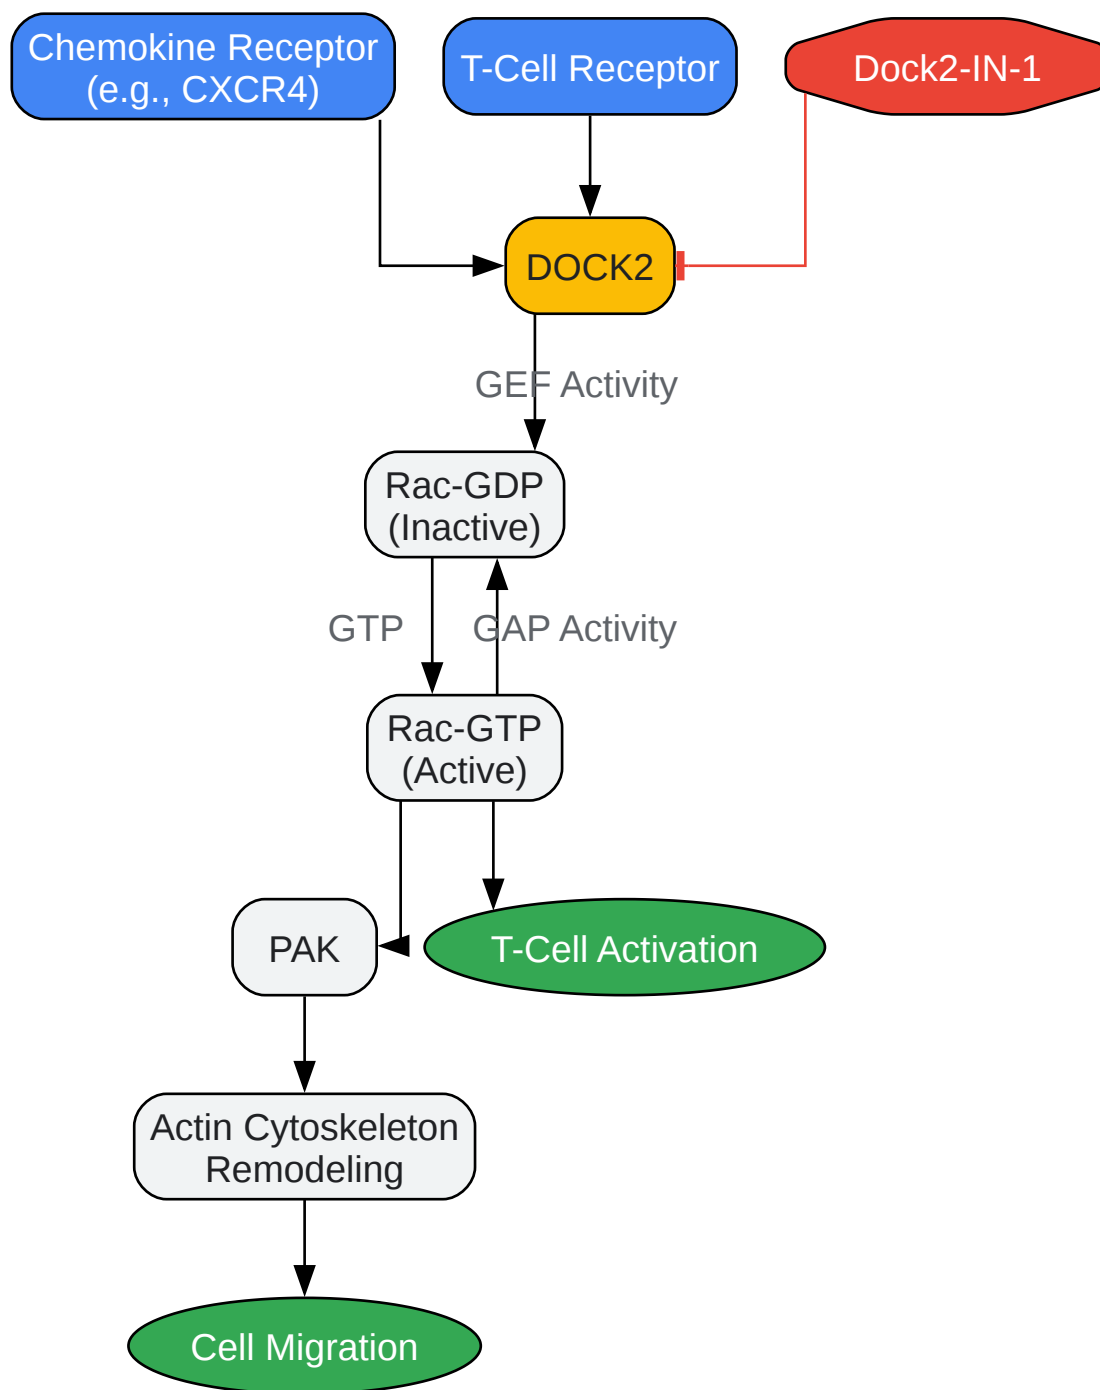 Chemokine Receptor
(e.g., CXCR4)
T-Cell Receptor
Dock2-IN-1
DOCK2
GEF Activity
Rac-GDP
(Inactive)
GTP
GAP Activity
Rac-GTP
(Active)
PAK
T-Cell Activation
Actin Cytoskeleton
Remodeling
Cell Migration